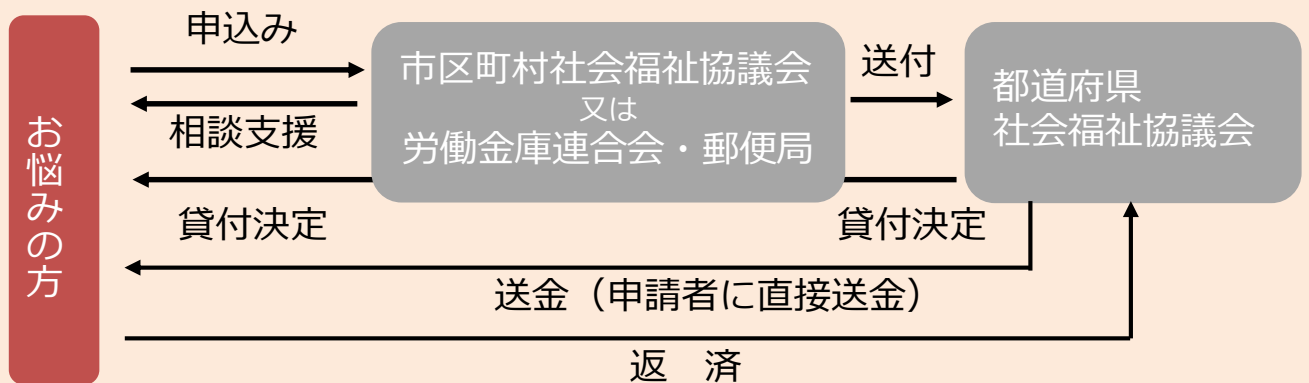 お悩みの方
申込み
相談支援
市区町村社会福祉協議会
又は
労働金庫連合会・郵便局
送付
都道府県
社会福祉協議会
貸付決定
貸付決定
送金（申請者に直接送金）
返　済